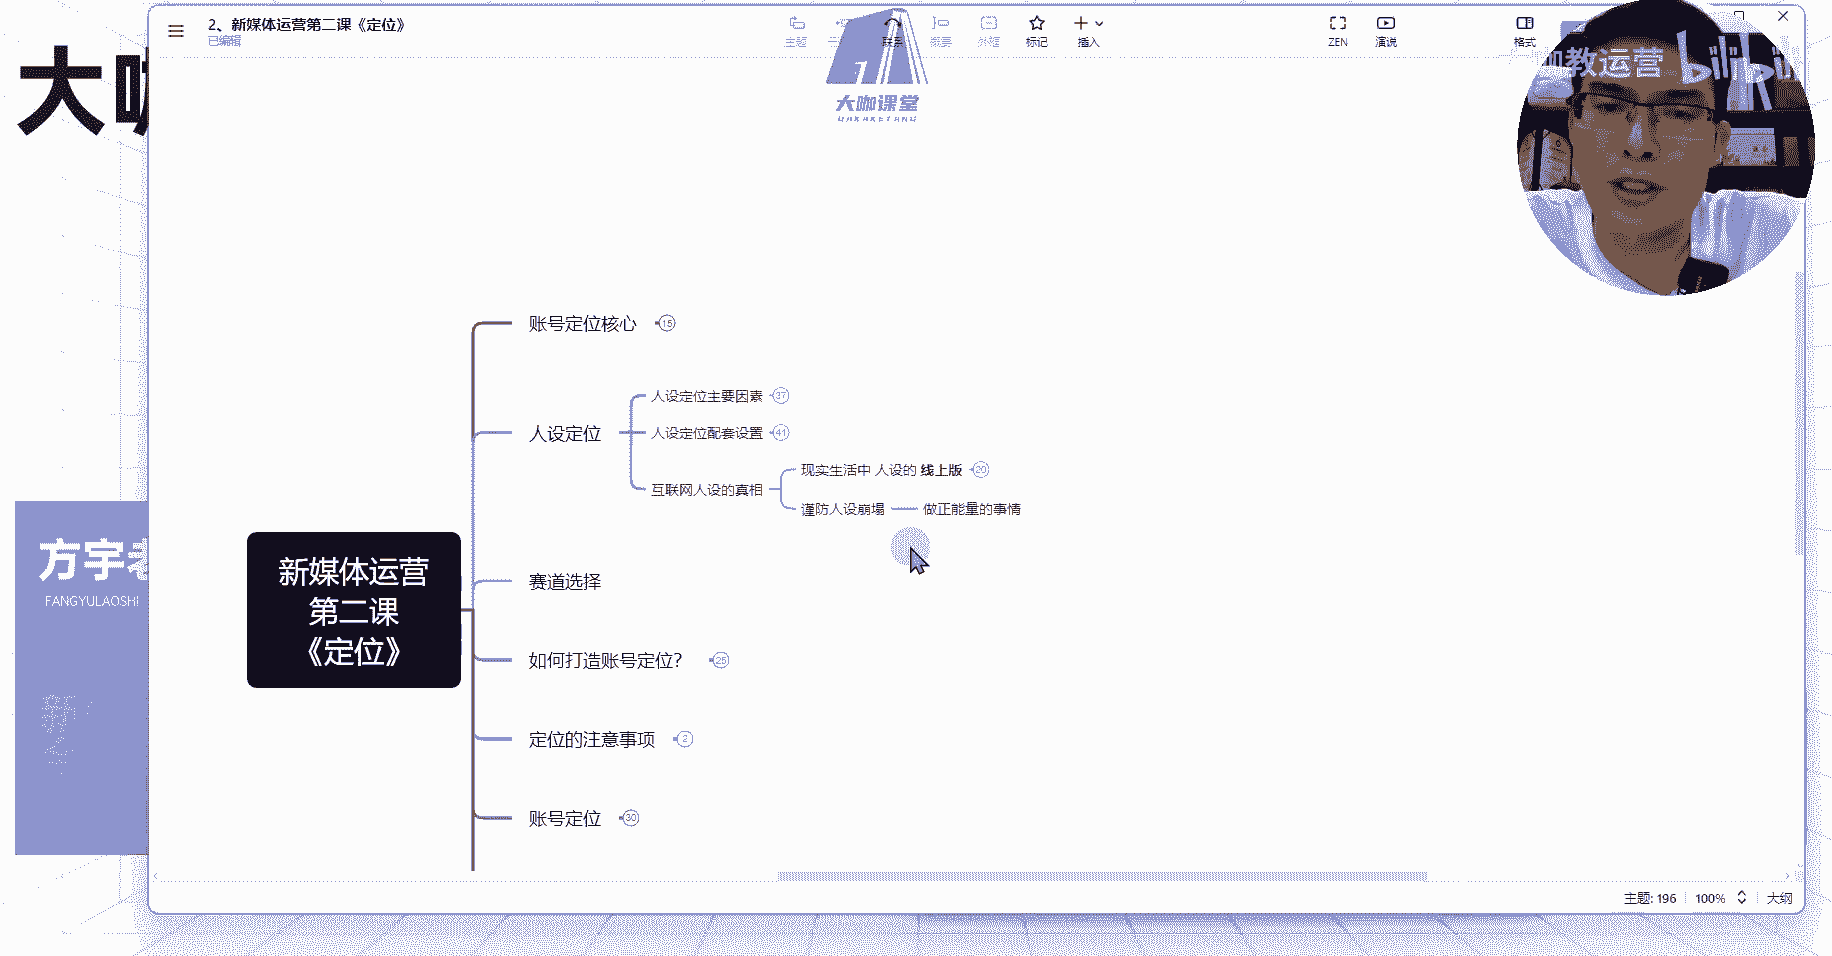 2、新媒体运营第二课《定位》
已编辑
主题
联系
概要
外框
标记
插入
ZEN
演说
格式
大
大咖课堂
DAKAKETANG
咖教运营
bilibili
账号定位核心 15
人设定位
人设定位主要因素 37
人设定位配套设置 41
互联网人设的真相
现实生活中 人设的 线上版 20
谨防人设崩塌
做正能量的事情
新媒体运营
第二课
《定位》
赛道选择
如何打造账号定位？ 25
定位的注意事项 2
账号定位 30
方宇老
FANGYULAOSHI
主题: 196
100%
大纲